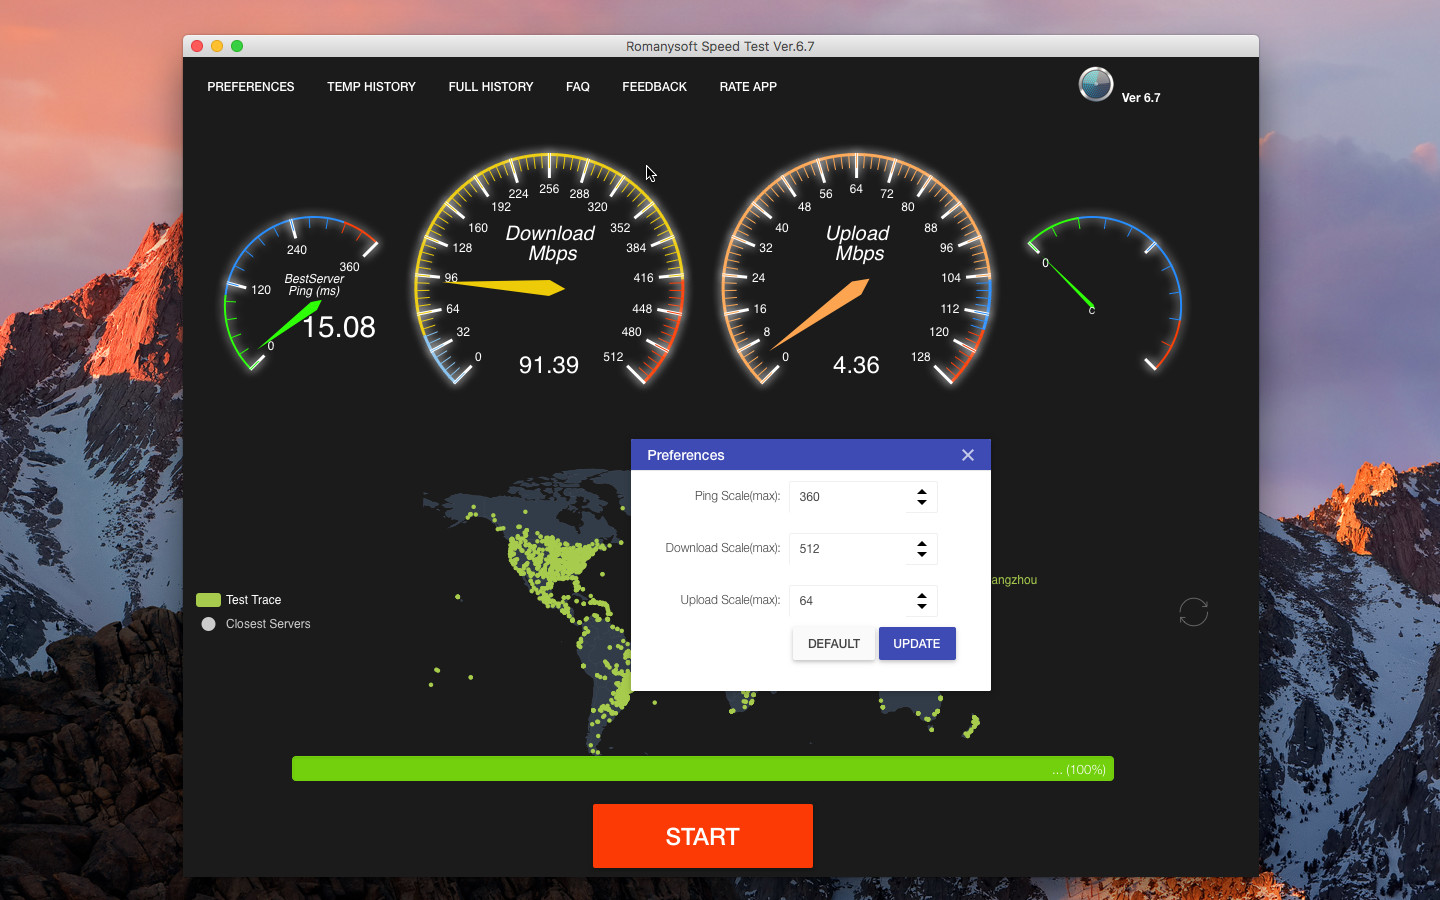 Romanysoft Speed Test Ver.6.7
PREFERENCES TEMP HISTORY FULL HISTORY FAQ FEEDBACK RATE APP
Ver 6.7
0 120 240 360
BestServer
Ping (ms)
15.08
0 32 64 96 128 160 192 224 256 288 320 352 384 416 448 480 512
Download
Mbps
91.39
0 8 16 24 32 40 48 56 64 72 80 88 96 104 112 120 128
Upload
Mbps
4.36
0
c
Preferences
Ping Scale(max): 360
Download Scale(max): 512
Upload Scale(max): 64
DEFAULT UPDATE
angzhou
Test Trace
Closest Servers
... (100%)
START